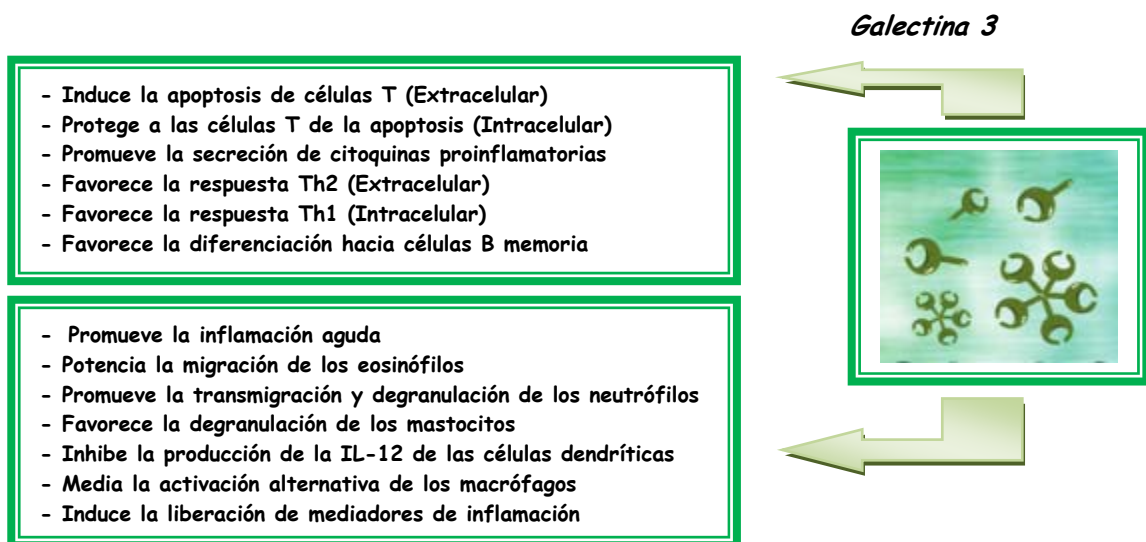 Galectina 3
- Induce la apoptosis de células T (Extracelular)
- Protege a las células T de la apoptosis (Intracelular)
- Promueve la secreción de citoquinas proinflamatorias
- Favorece la respuesta Th2 (Extracelular)
- Favorece la respuesta Th1 (Intracelular)
- Favorece la diferenciación hacia células B memoria
- Promueve la inflamación aguda
- Potencia la migración de los eosinófilos
- Promueve la transmigración y degranulación de los neutrófilos
- Favorece la degranulación de los mastocitos
- Inhibe la producción de la IL-12 de las células dendríticas
- Media la activación alternativa de los macrófagos
- Induce la liberación de mediadores de inflamación